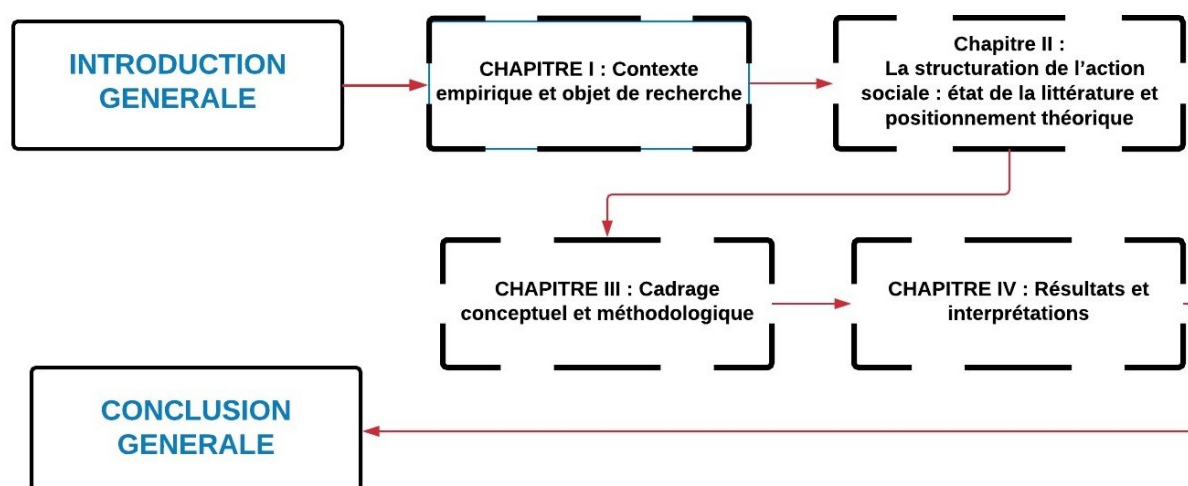 INTRODUCTION
GENERALE
CHAPITRE I : Contexte
empirique et objet de recherche
Chapitre II :
La structuration de l’action
sociale : état de la littérature et
positionnement théorique
CHAPITRE III : Cadrage
conceptuel et méthodologique
CHAPITRE IV : Résultats et
interprétations
CONCLUSION
GENERALE